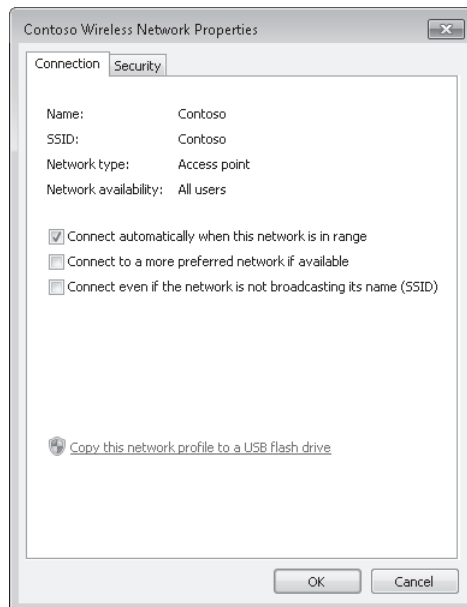 Contoso Wireless Network Properties
Connection Security
Name: Contoso
SSID: Contoso
Network type: Access point
Network availability: All users
Connect automatically when this network is in range
Connect to a more preferred network if available
Connect even if the network is not broadcasting its name (SSID)
Copy this network profile to a USB flash drive
OK Cancel